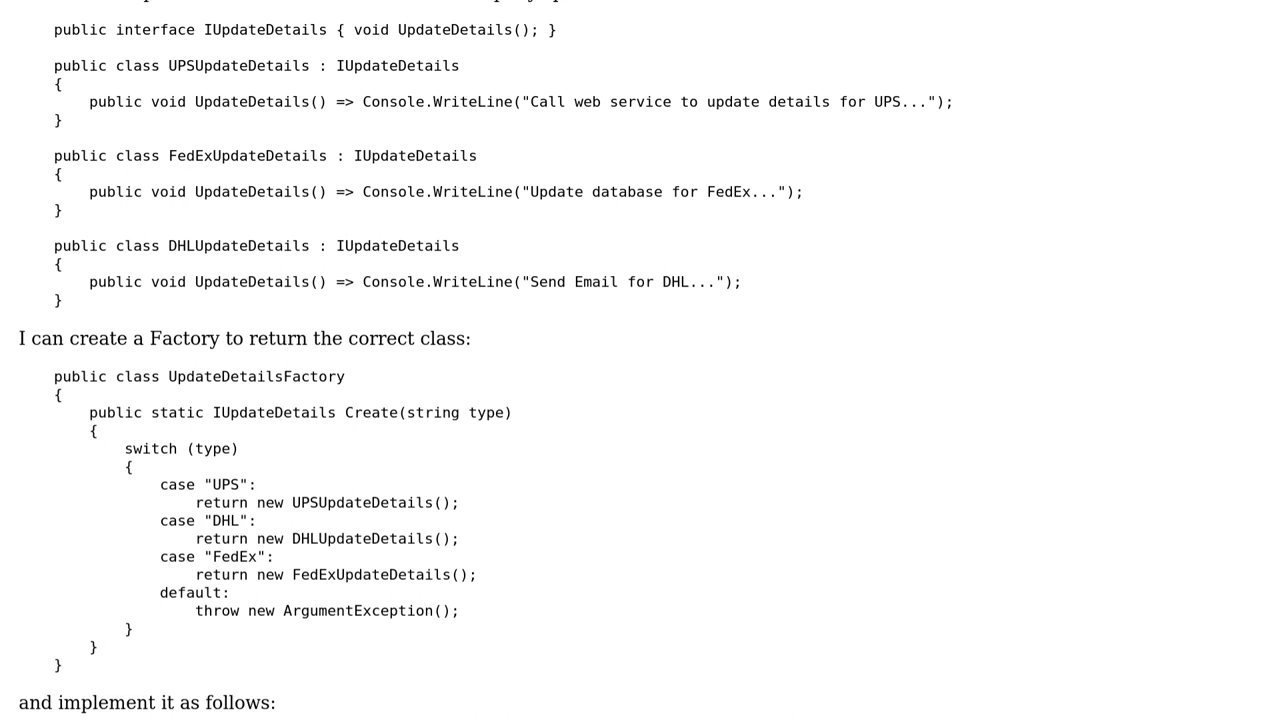 public interface IUpdateDetails { void UpdateDetails(); }
public class UPSUpdateDetails : IUpdateDetails
{
public void UpdateDetails() => Console.WriteLine("Call web service to update details for UPS...");
}
public class FedExUpdateDetails : IUpdateDetails
{
public void UpdateDetails() => Console.WriteLine("Update database for FedEx...");
}
public class DHLUpdateDetails : IUpdateDetails
{
public void UpdateDetails() => Console.WriteLine("Send Email for DHL...");
}
I can create a Factory to return the correct class:
public class UpdateDetailsFactory
{
public static IUpdateDetails Create(string type)
{
switch (type)
{
case "UPS":
return new UPSUpdateDetails();
case "DHL":
return new DHLUpdateDetails();
case "FedEx":
return new FedExUpdateDetails();
default:
throw new ArgumentException();
}
}
}
and implement it as follows: